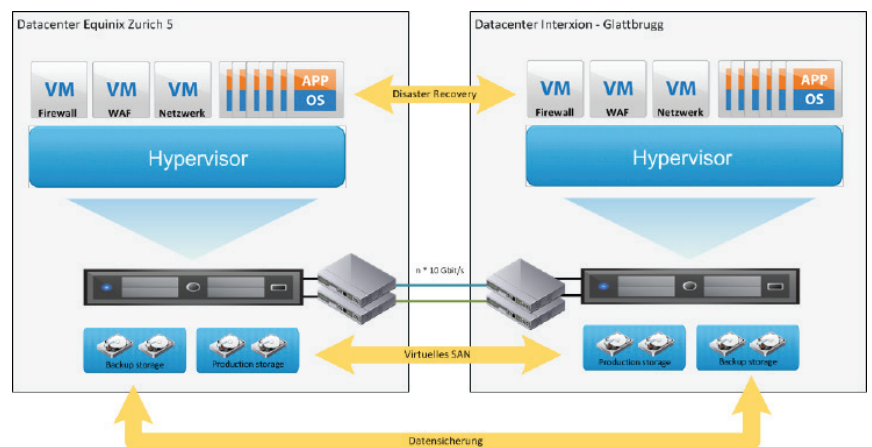 Datacenter Equinix Zurich 5
VM
Firewall
VM
WAF
VM
Netzwerk
APP
OS
Hypervisor
Backup storage
Production storage
Disaster Recovery
n * 10 Gbit/s
Virtuelles SAN
Datensicherung
Datacenter Interxion - Glattbrugg
VM
Firewall
VM
WAF
VM
Netzwerk
APP
OS
Hypervisor
Production storage
Backup storage